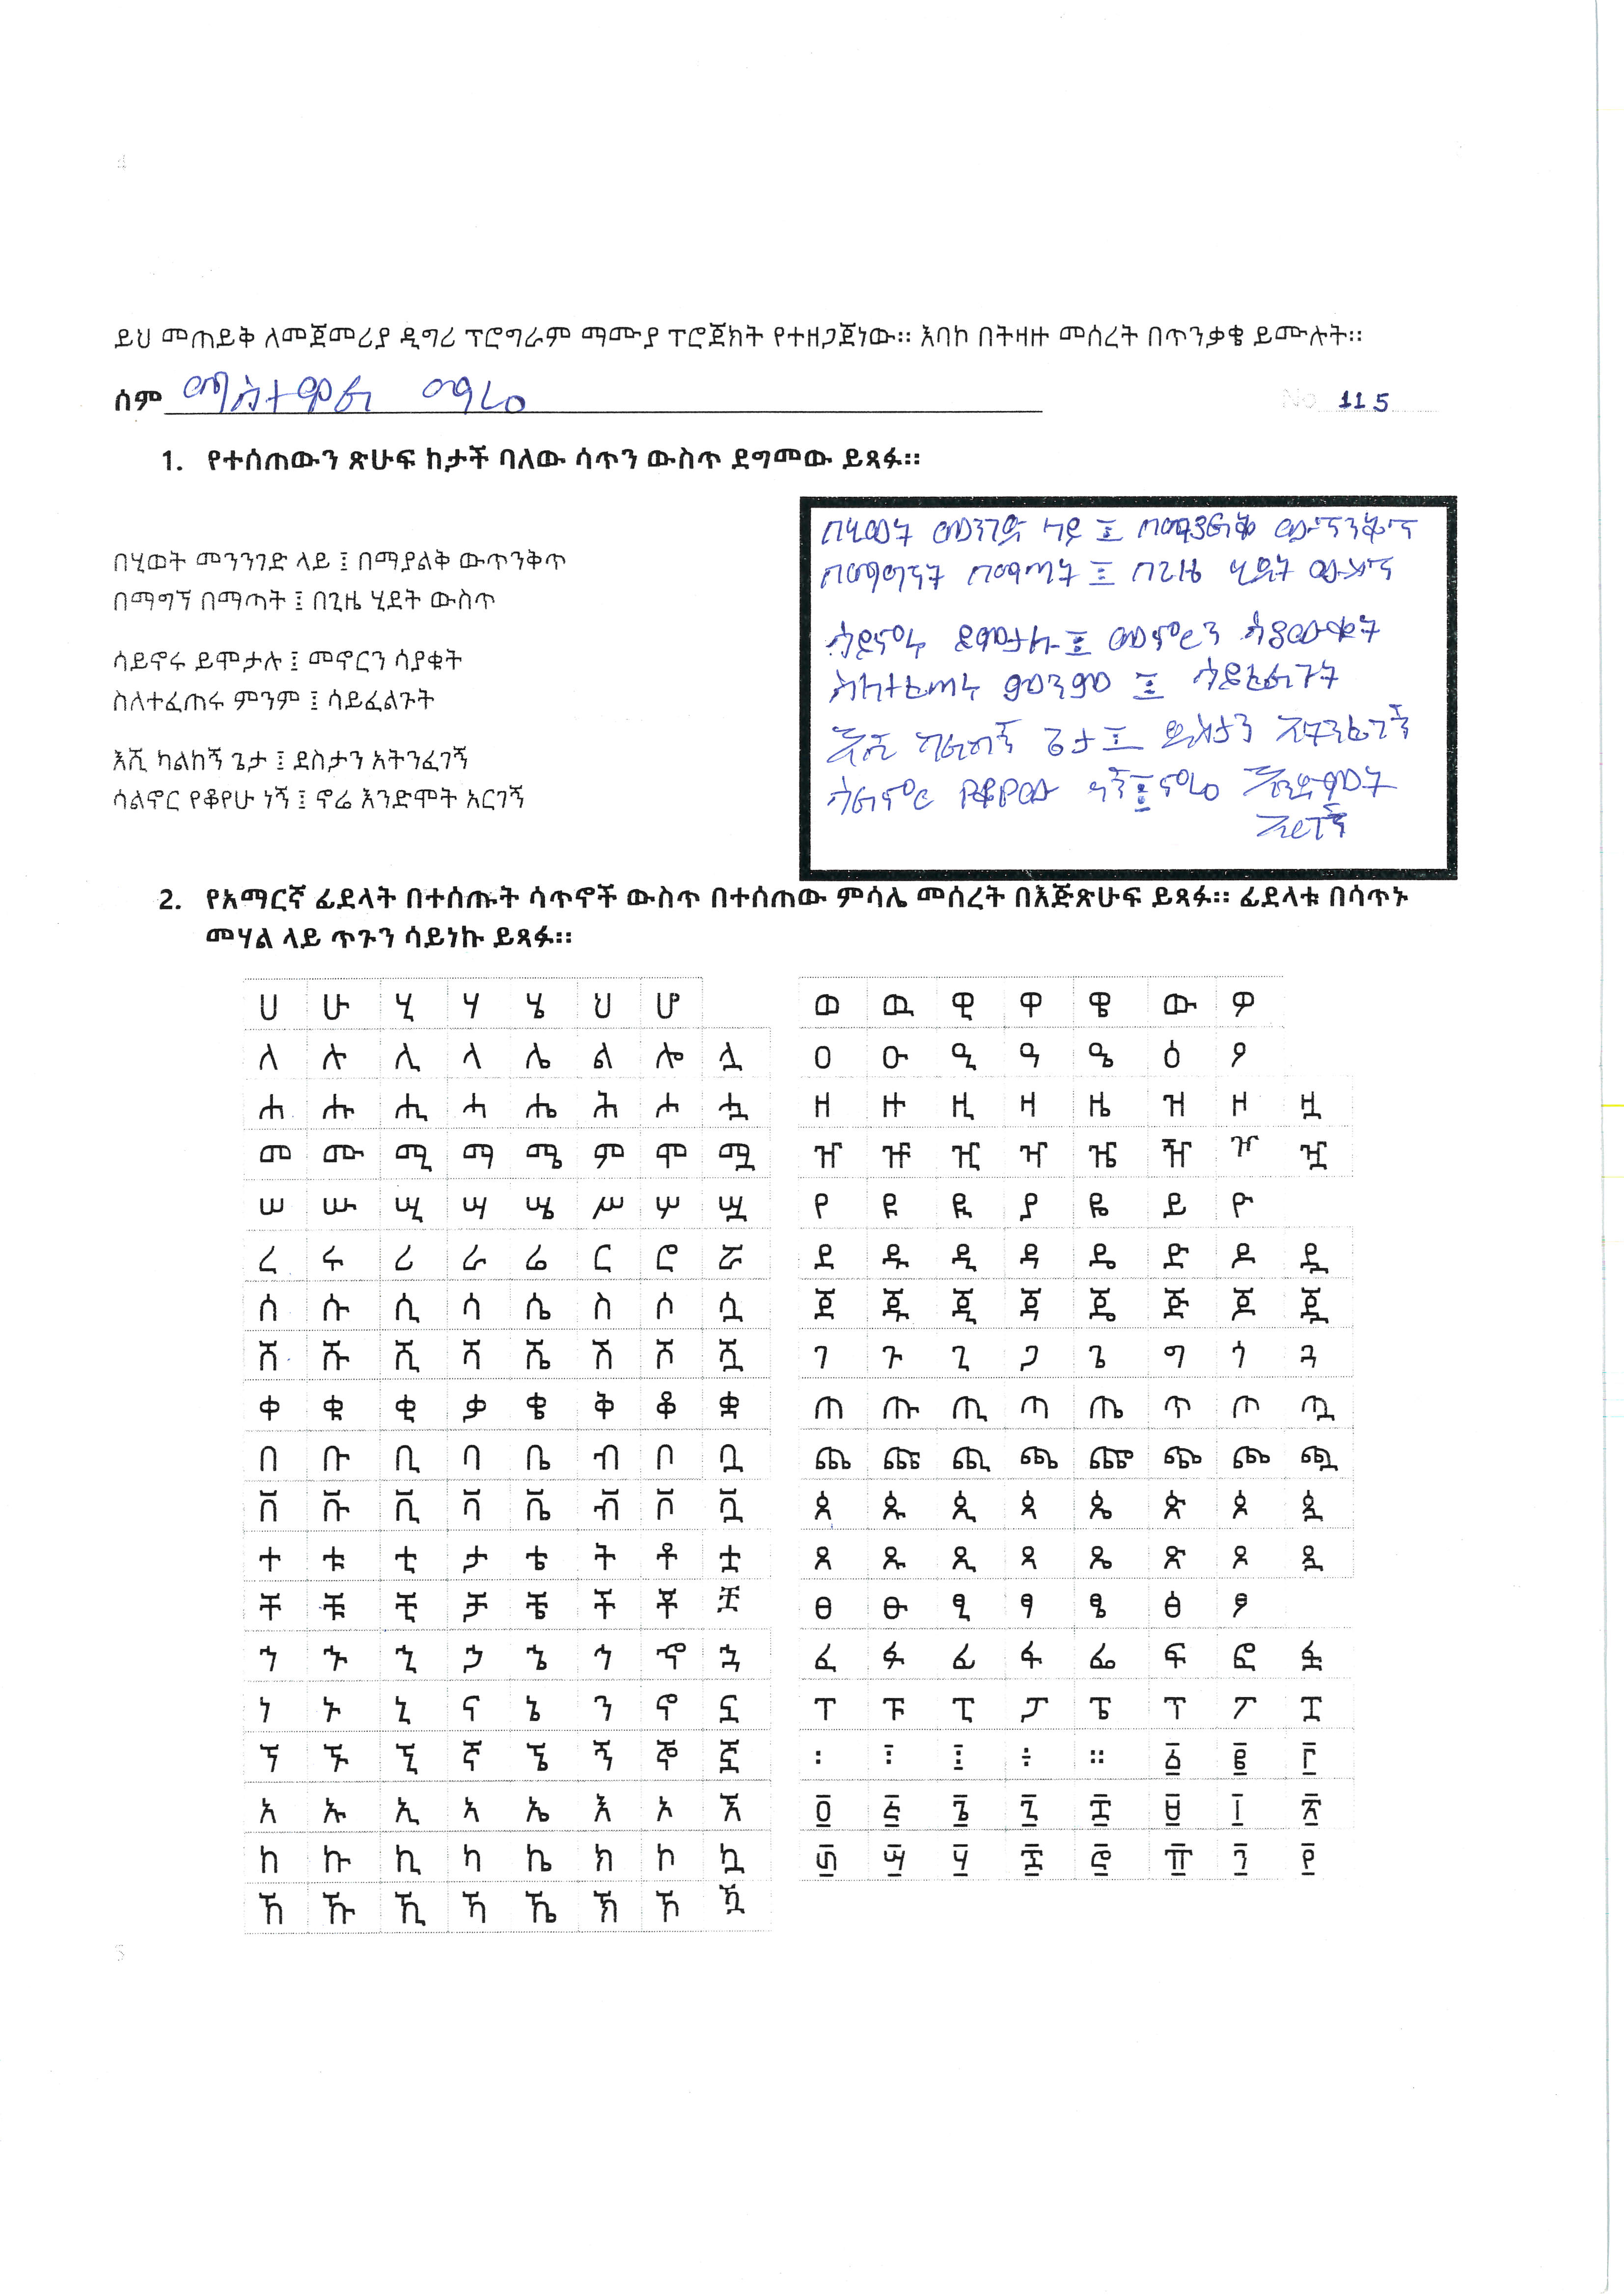 4
ይህ መጠይቅ ለመጀመሪያ ዲግሪ ፕሮግራም ማሙያ ፕሮጀክት የተዘጋጀነው። እባኮ በትዛዙ መሰረት በጥንቃቄ ይሙሉት።
ስም ማስተዋል ማሬ No 115
1. የተሰጠውን ጽሁፍ ከታች ባለው ሳጥን ውስጥ ደግመው ይጻፉ።
በሂወት መንንገድ ላይ ፤ በማያልቅ ውጥንቅጥ
በማግኘ በማጣት ፤ በጊዜ ሂደት ውስጥ
ሳይኖሩ ይሞታሉ ፤ መኖርን ሳያቁት
ስለተፈጠሩ ምንም ፤ ሳይፈልጉት
እሺ ካልከኝ ጌታ ፤ ደስታን አትንፈገኝ
ሳልኖር የቆየሁ ነኝ ፤ ኖሬ እንድሞት አርገኝ
በሂወት መንገድ ላይ ፤ በማያልቅ ውጥንቅጥ
በማግኘት በማጣት ፤ በጊዜ ሂደት ውስጥ
ሳይኖሩ ይሞታሉ ፤ መኖርን ሳያውቁት
ስለተፈጠሩ ምንም ፤ ሳይፈልጉት
እሺ ካልከኝ ጌታ ፤ ደስታን አትንፈገኝ
ሳልኖር የቆየሁ ነኝ ፤ ኖሬ እንድሞት
አርገኝ
2. የአማርኛ ፊደላት በተሰጡት ሳጥኖች ውስጥ በተሰጠው ምሳሌ መሰረት በእጅጽሁፍ ይጻፉ። ፊደላቱ በሳጥኑ
መሃል ላይ ጥጉን ሳይነኩ ይጻፉ።
ሀ ሁ ሂ ሃ ሄ ህ ሆ
ለ ሉ ሊ ላ ሌ ል ሎ ሏ
ሐ ሑ ሒ ሓ ሔ ሕ ሖ ሗ
መ ሙ ሚ ማ ሜ ም ሞ ሟ
ሠ ሡ ሢ ሣ ሤ ሥ ሦ ሧ
ረ ሩ ሪ ራ ሬ ር ሮ ሯ
ሰ ሱ ሲ ሳ ሴ ስ ሶ ሷ
ሸ ሹ ሺ ሻ ሼ ሽ ሾ ሿ
ቀ ቁ ቂ ቃ ቄ ቅ ቆ ቋ
በ ቡ ቢ ባ ቤ ብ ቦ ቧ
ቨ ቩ ቪ ቫ ቬ ቭ ቮ ቯ
ተ ቱ ቲ ታ ቴ ት ቶ ቷ
ቸ ቹ ቺ ቻ ቼ ች ቾ ቿ
ኀ ኁ ኂ ኃ ኄ ኅ ኆ ኋ
ነ ኑ ኒ ና ኔ ን ኖ ኗ
ኘ ኙ ኚ ኛ ኜ ኝ ኞ ኟ
አ ኡ ኢ ኣ ኤ እ ኦ ኧ
ከ ኩ ኪ ካ ኬ ክ ኮ ኳ
ኸ ኹ ኺ ኻ ኼ ኽ ኾ ዃ
ወ ዉ ዊ ዋ ዌ ው ዎ
ዐ ዑ ዒ ዓ ዔ ዕ ዖ
ዘ ዙ ዚ ዛ ዜ ዝ ዞ ዟ
ዠ ዡ ዢ ዣ ዤ ዥ ዦ ዧ
የ ዩ ዪ ያ ዬ ይ ዮ
ደ ዱ ዲ ዳ ዴ ድ ዶ ዷ
ጀ ጁ ጂ ጃ ጄ ጅ ጆ ጇ
ገ ጉ ጊ ጋ ጌ ግ ጎ ጓ
ጠ ጡ ጢ ጣ ጤ ጥ ጦ ጧ
ጨ ጩ ጪ ጫ ጬ ጭ ጮ ጯ
ጰ ጱ ጲ ጳ ጴ ጵ ጶ ጷ
ጸ ጹ ጺ ጻ ጼ ጽ ጾ ጿ
ፀ ፁ ፂ ፃ ፄ ፅ ፆ
ፈ ፉ ፊ ፋ ፌ ፍ ፎ ፏ
ፐ ፑ ፒ ፓ ፔ ፕ ፖ ፗ
፡ ፧ ፤ ÷ ። ፩ ፪ ፫
፬ ፭ ፮ ፯ ፰ ፱ ፲ ፳
፴ ፵ ፶ ፷ ፸ ፹ ፺ ፻
5